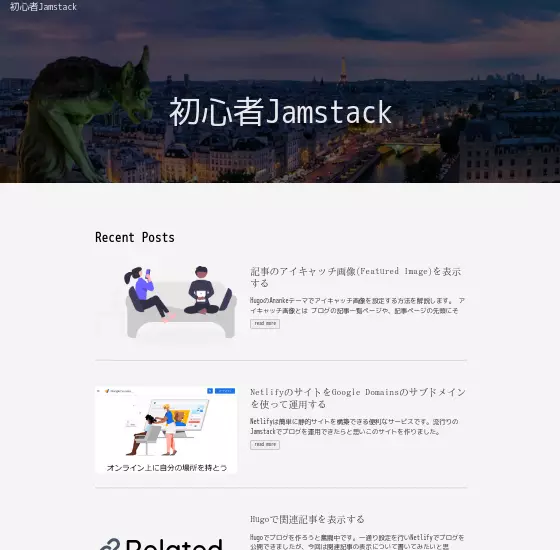 初心者Jamstack
初心者Jamstack
Recent Posts
記事のアイキャッチ画像(Featured Image)を表示
する
HugoのAnankeテーマでアイキャッチ画像を設定する方法を解説します。 ア
イキャッチ画像とは ブログの記事一覧ページや、記事ページの先頭にそ
read more
NetlifyのサイトをGoogle Domainsのサブドメイン
を使って運用する
Netlifyは簡単に静的サイトを構築できる便利なサービスです。流行りの
Jamstackでブログを運用できたらと思いこのサイトを作りました。
read more
オンライン上に自分の場所を持とう
Hugoで関連記事を表示する
Hugoでブログを作ろうと奮闘中です。一通り設定を行いNetlifyでブログを
公開できましたが、今回は関連記事の表示について書いてみたいと思
Related